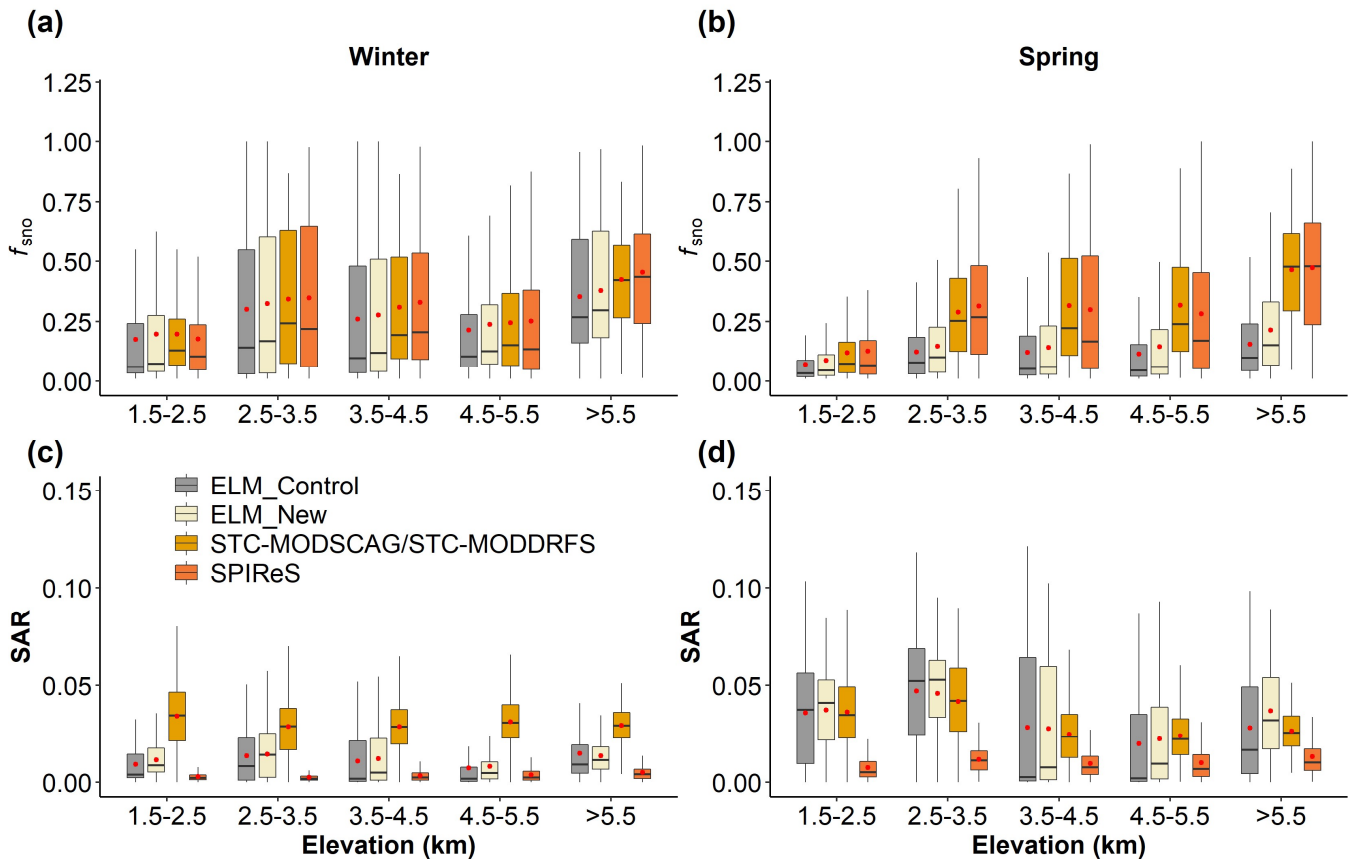 (a)
Winter
1.25
1.00
0.75
0.50
0.25
0.00
fsno
1.5-2.5 2.5-3.5 3.5-4.5 4.5-5.5 >5.5
(b)
Spring
1.25
1.00
0.75
0.50
0.25
0.00
fsno
1.5-2.5 2.5-3.5 3.5-4.5 4.5-5.5 >5.5
(c)
0.15
0.10
0.05
0.00
SAR
ELM_Control
ELM_New
STC-MODSCAG/STC-MODDRFS
SPIReS
1.5-2.5 2.5-3.5 3.5-4.5 4.5-5.5 >5.5
Elevation (km)
(d)
0.15
0.10
0.05
0.00
SAR
1.5-2.5 2.5-3.5 3.5-4.5 4.5-5.5 >5.5
Elevation (km)